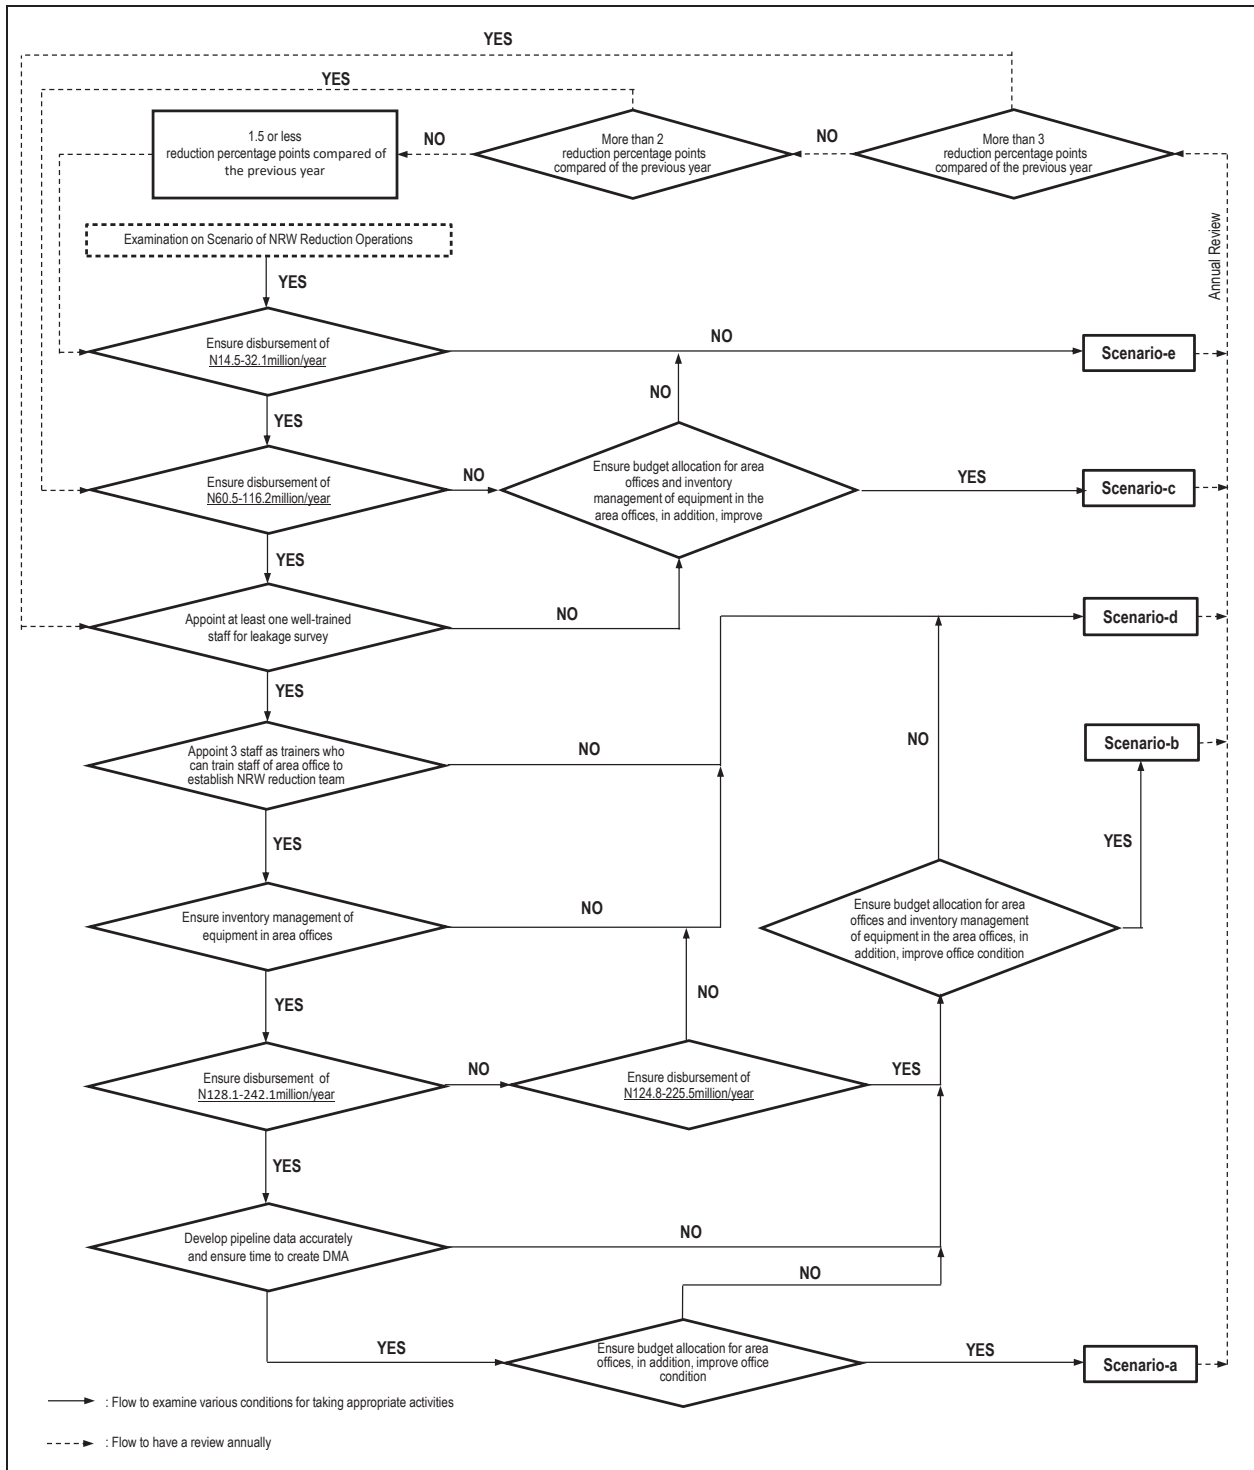 YES
YES
1.5 or less
reduction percentage points compared of
the previous year
NO
More than 2
reduction percentage points
compared of the previous year
NO
More than 3
reduction percentage points
compared of the previous year
Annual Review
Examination on Scenario of NRW Reduction Operations
YES
Ensure disbursement of
N14.5-32.1million/year
NO
Scenario-e
YES
NO
Ensure disbursement of
N60.5-116.2million/year
NO
Ensure budget allocation for area
offices and inventory
management of equipment in the
area offices, in addition, improve
YES
Scenario-c
YES
Appoint at least one well-trained
staff for leakage survey
NO
Scenario-d
YES
Appoint 3 staff as trainers who
can train staff of area office to
establish NRW reduction team
NO
NO
Scenario-b
YES
YES
Ensure inventory management of
equipment in area offices
NO
Ensure budget allocation for area
offices and inventory management
of equipment in the area offices, in
addition, improve office condition
YES
NO
Ensure disbursement of
N128.1-242.1million/year
NO
Ensure disbursement of
N124.8-225.5million/year
YES
YES
Develop pipeline data accurately
and ensure time to create DMA
NO
NO
YES
Ensure budget allocation for area
offices, in addition, improve office
condition
YES
Scenario-a
: Flow to examine various conditions for taking appropriate activities
: Flow to have a review annually